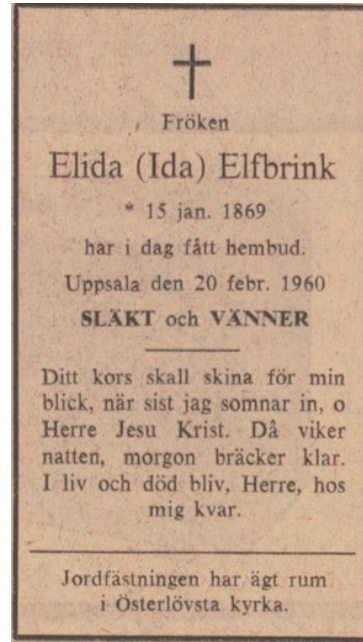 Fröken
Elida (Ida) Elfbrink
* 15 jan. 1869
har i dag fått hembud.
Uppsala den 20 febr. 1960
SLÄKT och VÄNNER
Ditt kors skall skina för min
blick, när sist jag somnar in, o
Herre Jesu Krist. Då viker
natten, morgon bräcker klar.
I liv och död bliv, Herre, hos
mig kvar.
Jordfästningen har ägt rum
i Österlövsta kyrka.